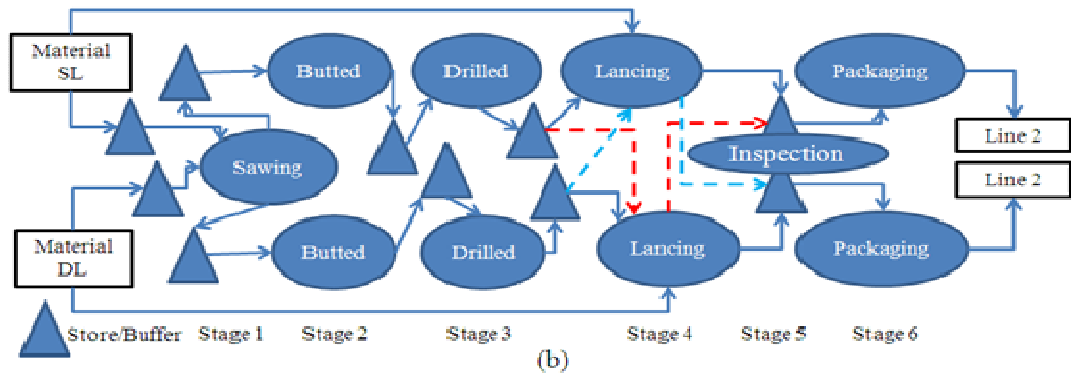 Material
SL
Butted
Drilled
Lancing
Packaging
Line 2
Sawing
Inspection
Line 2
Material
DL
Butted
Drilled
Lancing
Packaging
Store/Buffer
Stage 1
Stage 2
Stage 3
Stage 4
Stage 5
Stage 6
(b)